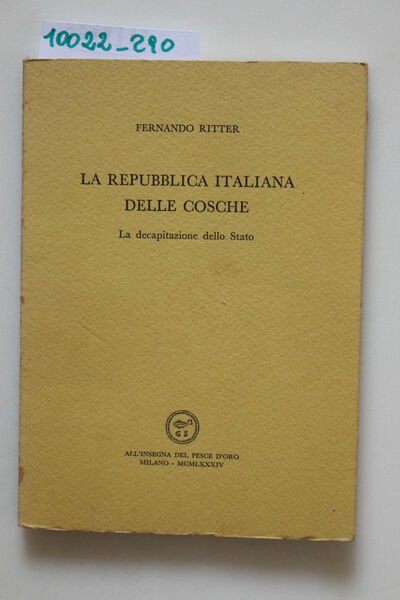 10022_290
FERNANDO RITTER
LA REPUBBLICA ITALIANA
DELLE COSCHE
La decapitazione dello Stato
ALL'INSEGNA DEL PESCE D'ORO
MILANO - MCMLXXXIV